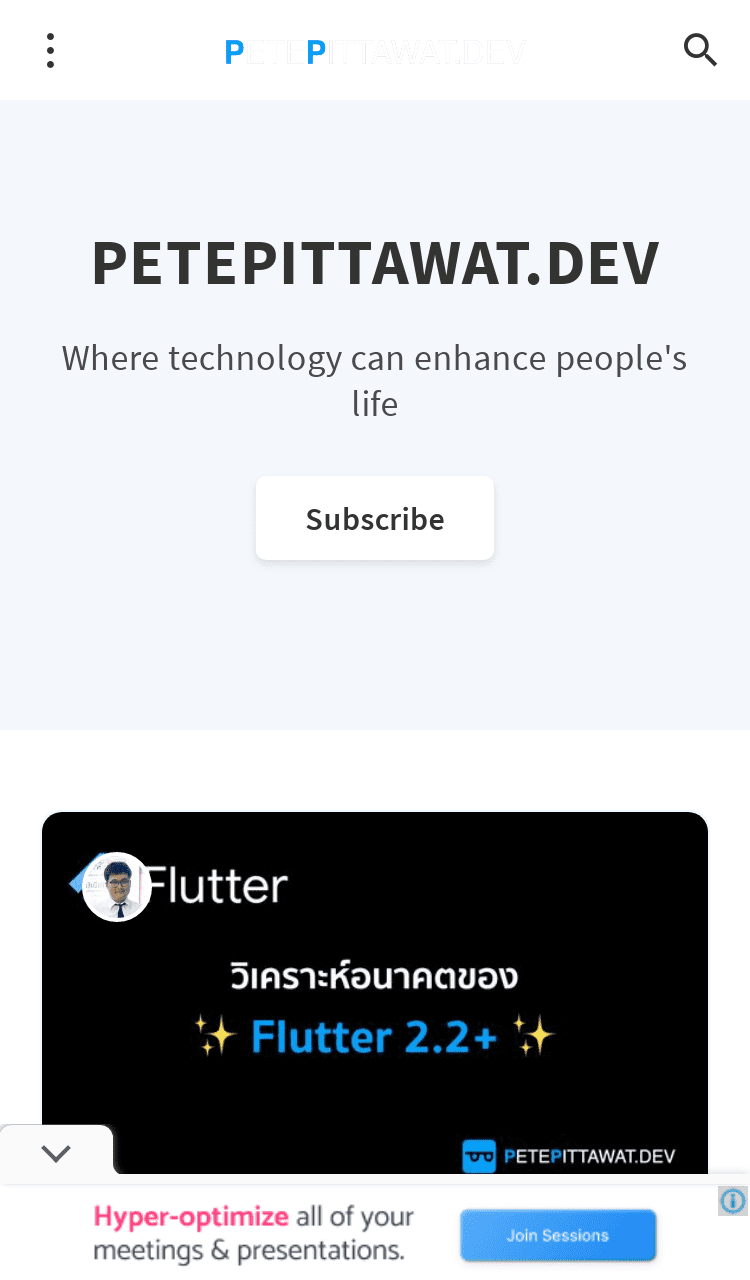 PETEPITTAWAT.DEV
PETEPITTAWAT.DEV
Where technology can enhance people's
life
Subscribe
Flutter
วิเคราะห์อนาคตของ
✨ Flutter 2.2+ ✨
PETEPITTAWAT.DEV
Hyper-optimize all of your
meetings & presentations.
Join Sessions